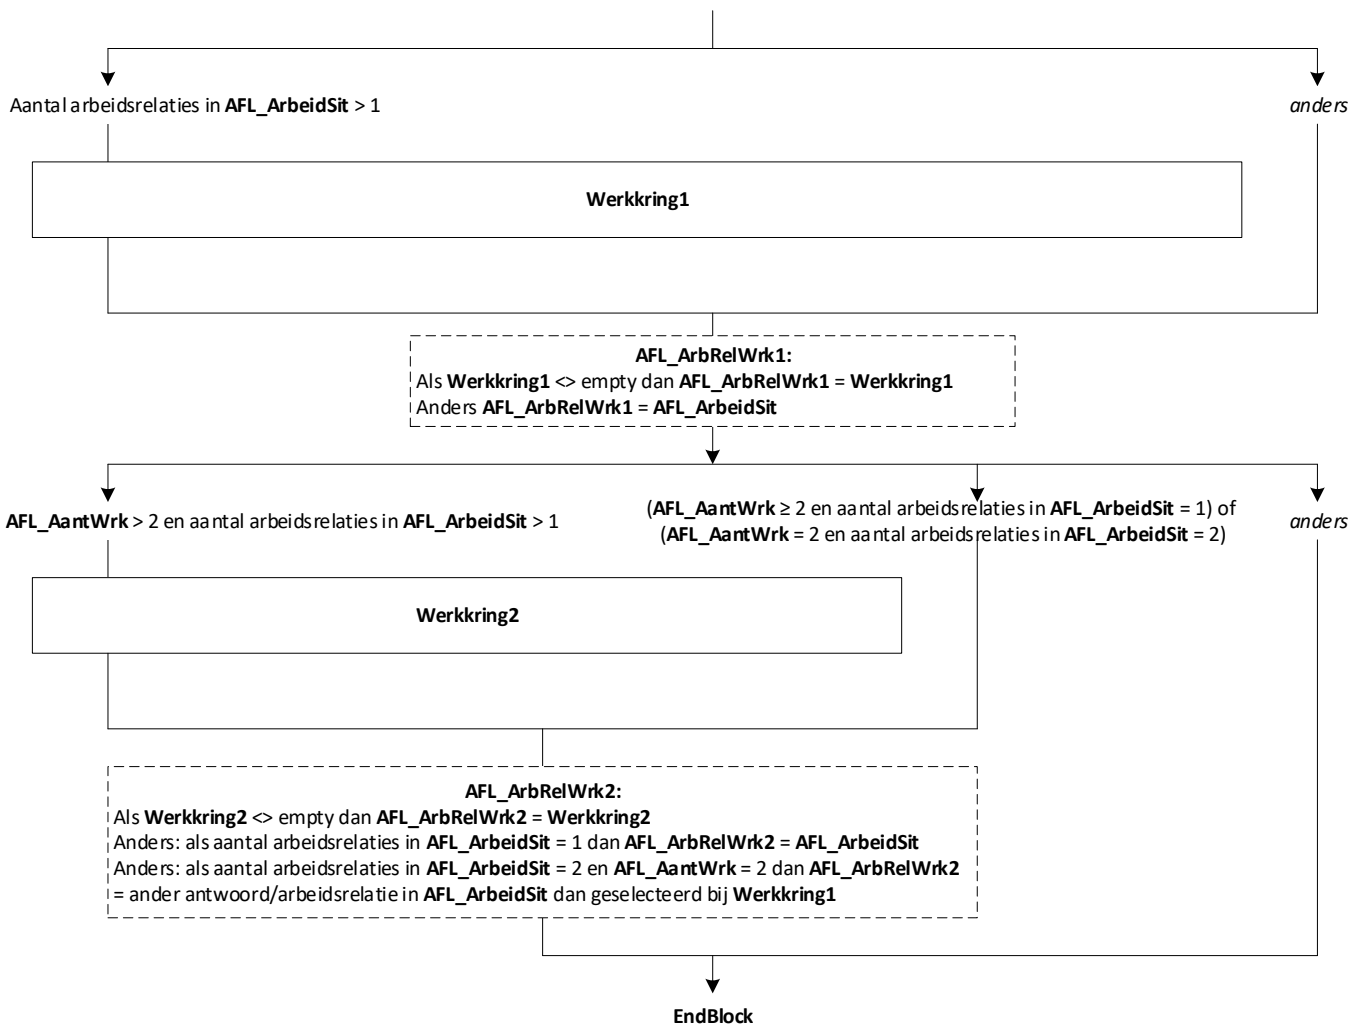 Aantal arbeidsrelaties in AFL_ArbeidSit > 1
anders
Werkkring1
AFL_ArbRelWrk1:
Als Werkkring1 <> empty dan AFL_ArbRelWrk1 = Werkkring1
Anders AFL_ArbRelWrk1 = AFL_ArbeidSit
AFL_AantWrk > 2 en aantal arbeidsrelaties in AFL_ArbeidSit > 1
(AFL_AantWrk ≥ 2 en aantal arbeidsrelaties in AFL_ArbeidSit = 1) of
(AFL_AantWrk = 2 en aantal arbeidsrelaties in AFL_ArbeidSit = 2)
anders
Werkkring2
AFL_ArbRelWrk2:
Als Werkkring2 <> empty dan AFL_ArbRelWrk2 = Werkkring2
Anders: als aantal arbeidsrelaties in AFL_ArbeidSit = 1 dan AFL_ArbRelWrk2 = AFL_ArbeidSit
Anders: als aantal arbeidsrelaties in AFL_ArbeidSit = 2 en AFL_AantWrk = 2 dan AFL_ArbRelWrk2
= ander antwoord/arbeidsrelatie in AFL_ArbeidSit dan geselecteerd bij Werkkring1
EndBlock